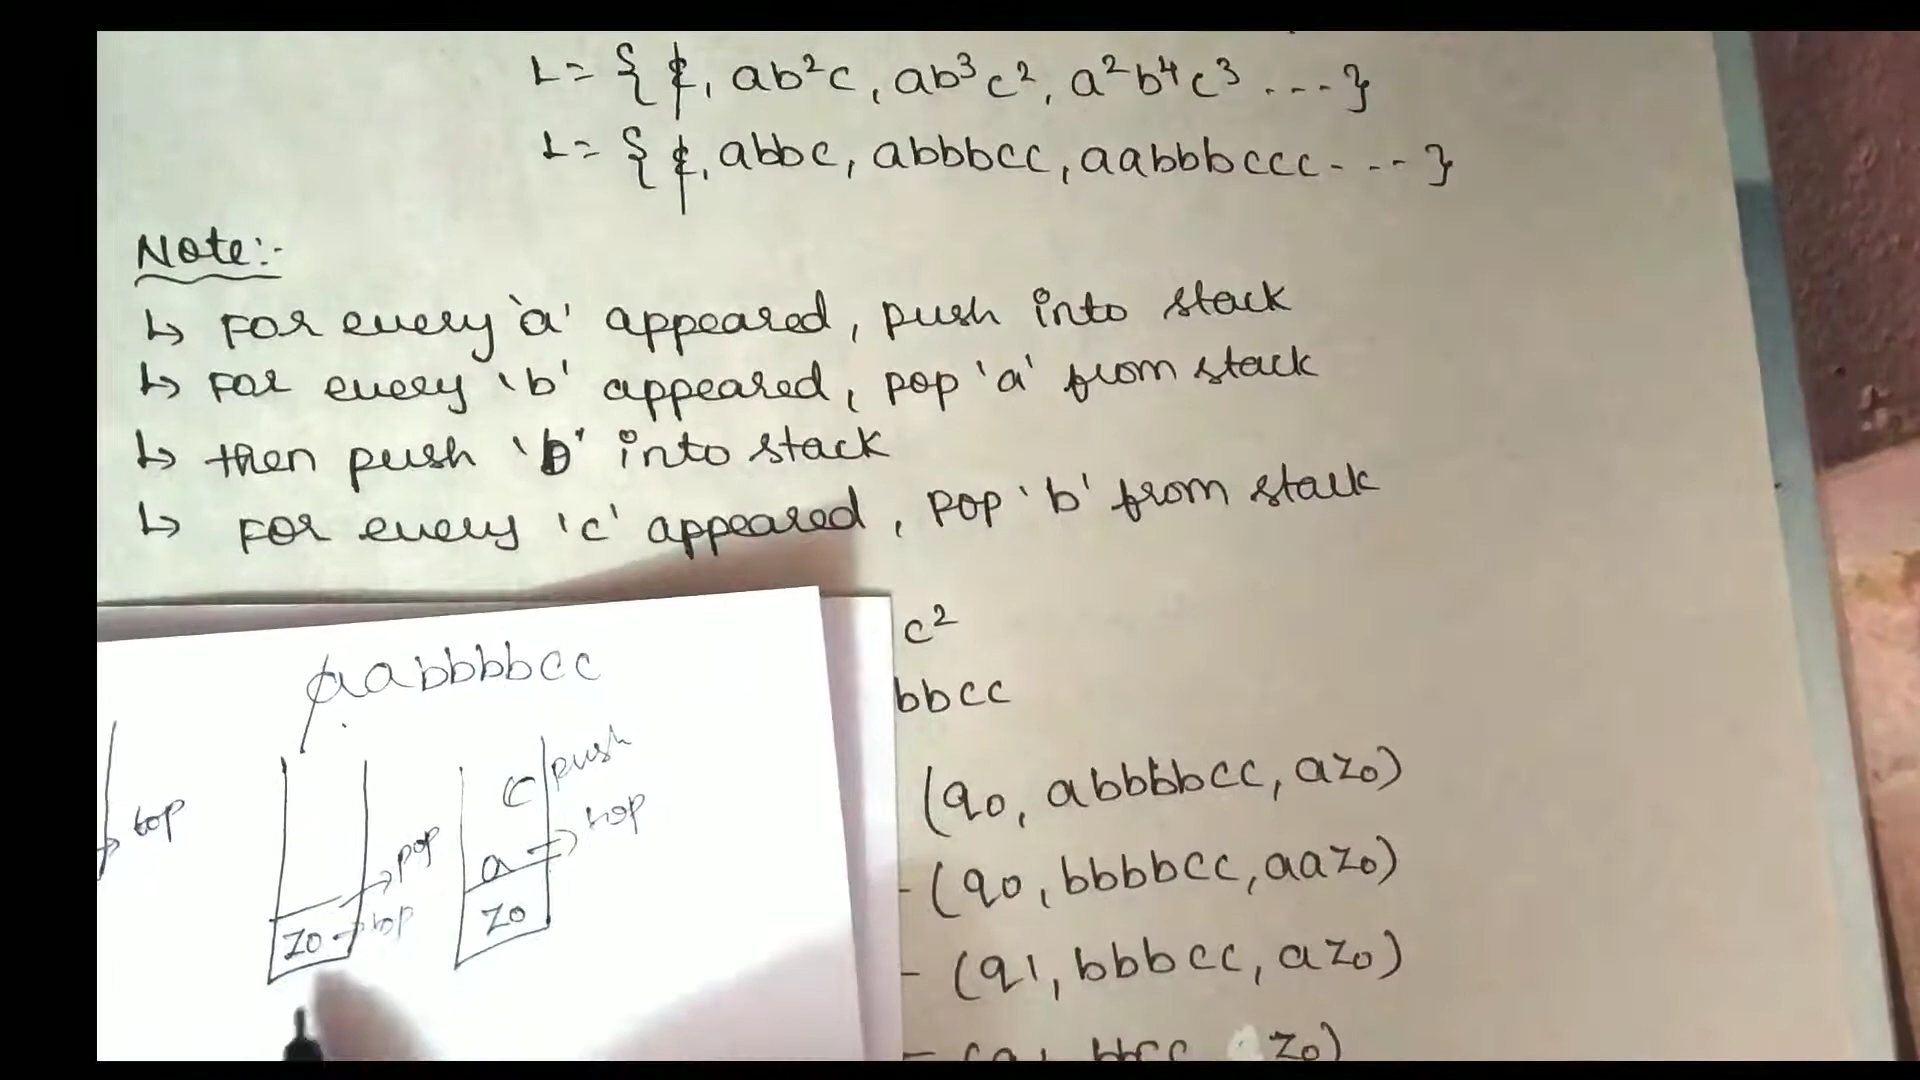 L= { ɛ, ab²c, ab³c², a²b⁴c³ ---}
L= { ɛ, abbc, abbbcc, aabbbccc---}
Note:-
↳ For every 'a' appeared, push into stack
↳ For every 'b' appeared, pop 'a' from stack
↳ then push 'b' into stack
↳ For every 'c' appeared, pop 'b' from stack
c²
bbcc
aabbbbcc
top
pop
top
z0
c push
top
a
z0
(q0, abbbbcc, az0)
(q0, bbbbcc, aaz0)
(q1, bbbcc, az0)
bbcc z0)